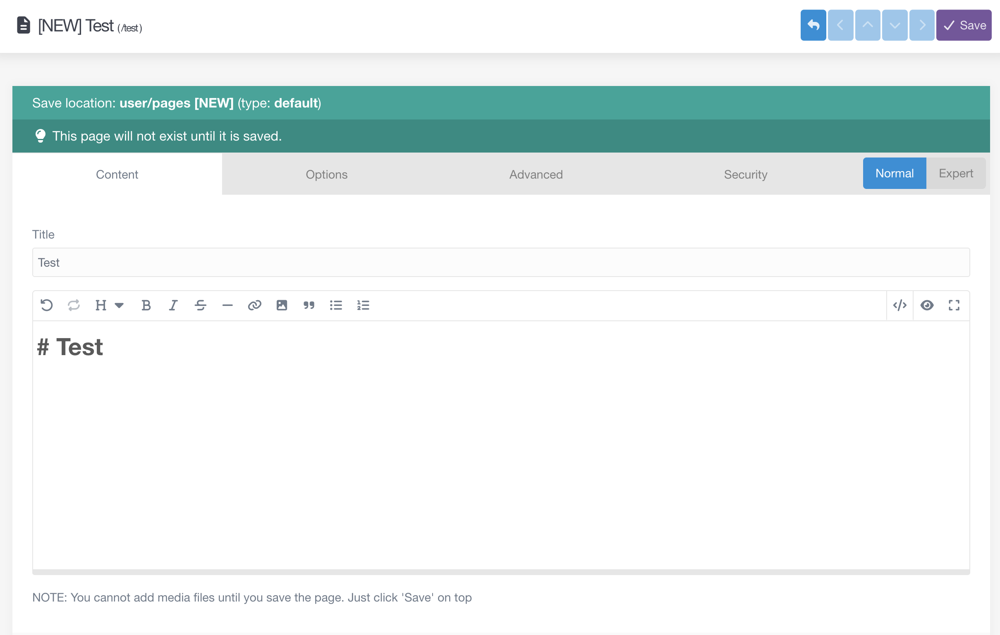 [NEW] Test (/test)
Save
Save location: user/pages [NEW] (type: default)
This page will not exist until it is saved.
Content Options Advanced Security Normal Expert
Title
Test
# Test
NOTE: You cannot add media files until you save the page. Just click 'Save' on top